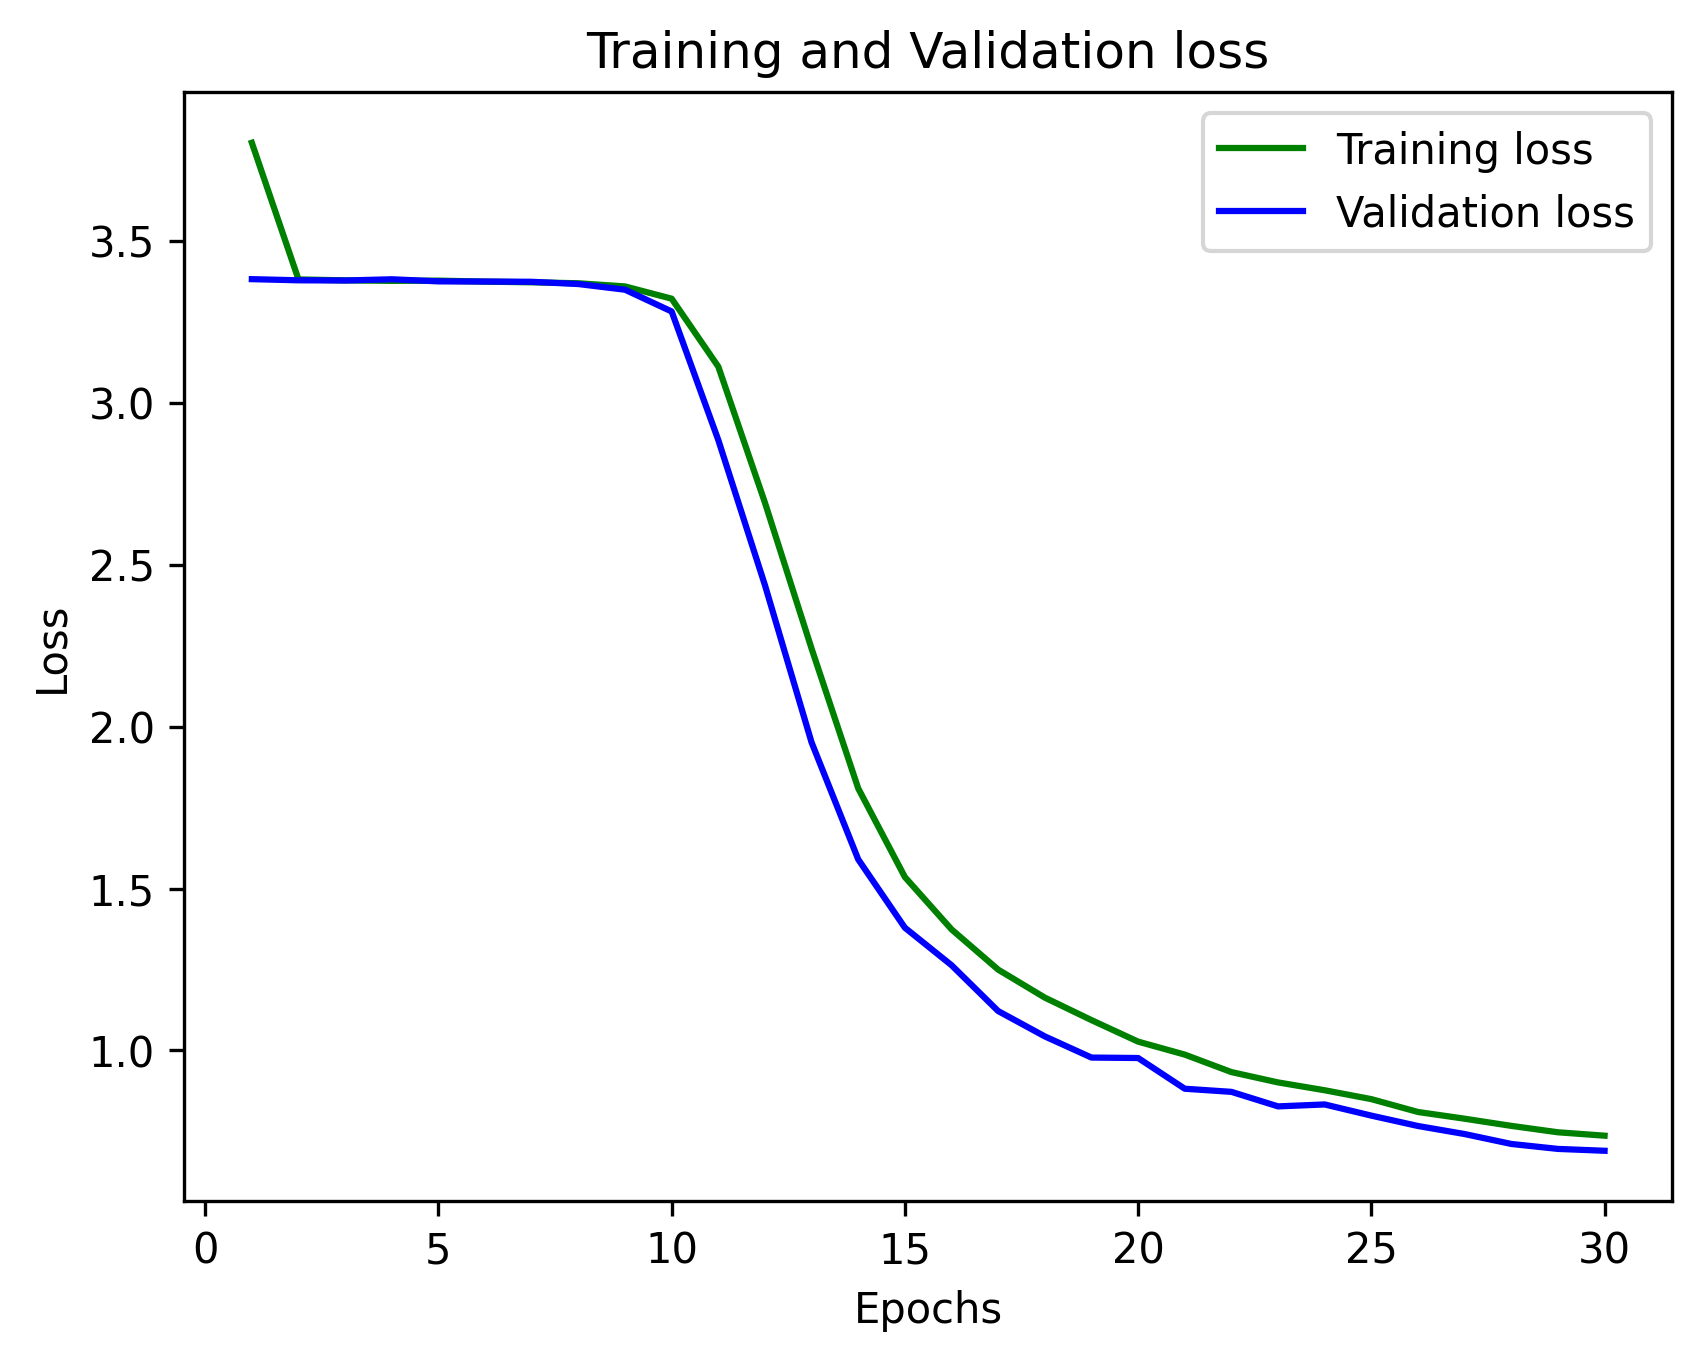 Training and Validation loss
Training loss
Validation loss
3.5
3.0
2.5
2.0
1.5
1.0
Loss
0 5 10 15 20 25 30
Epochs